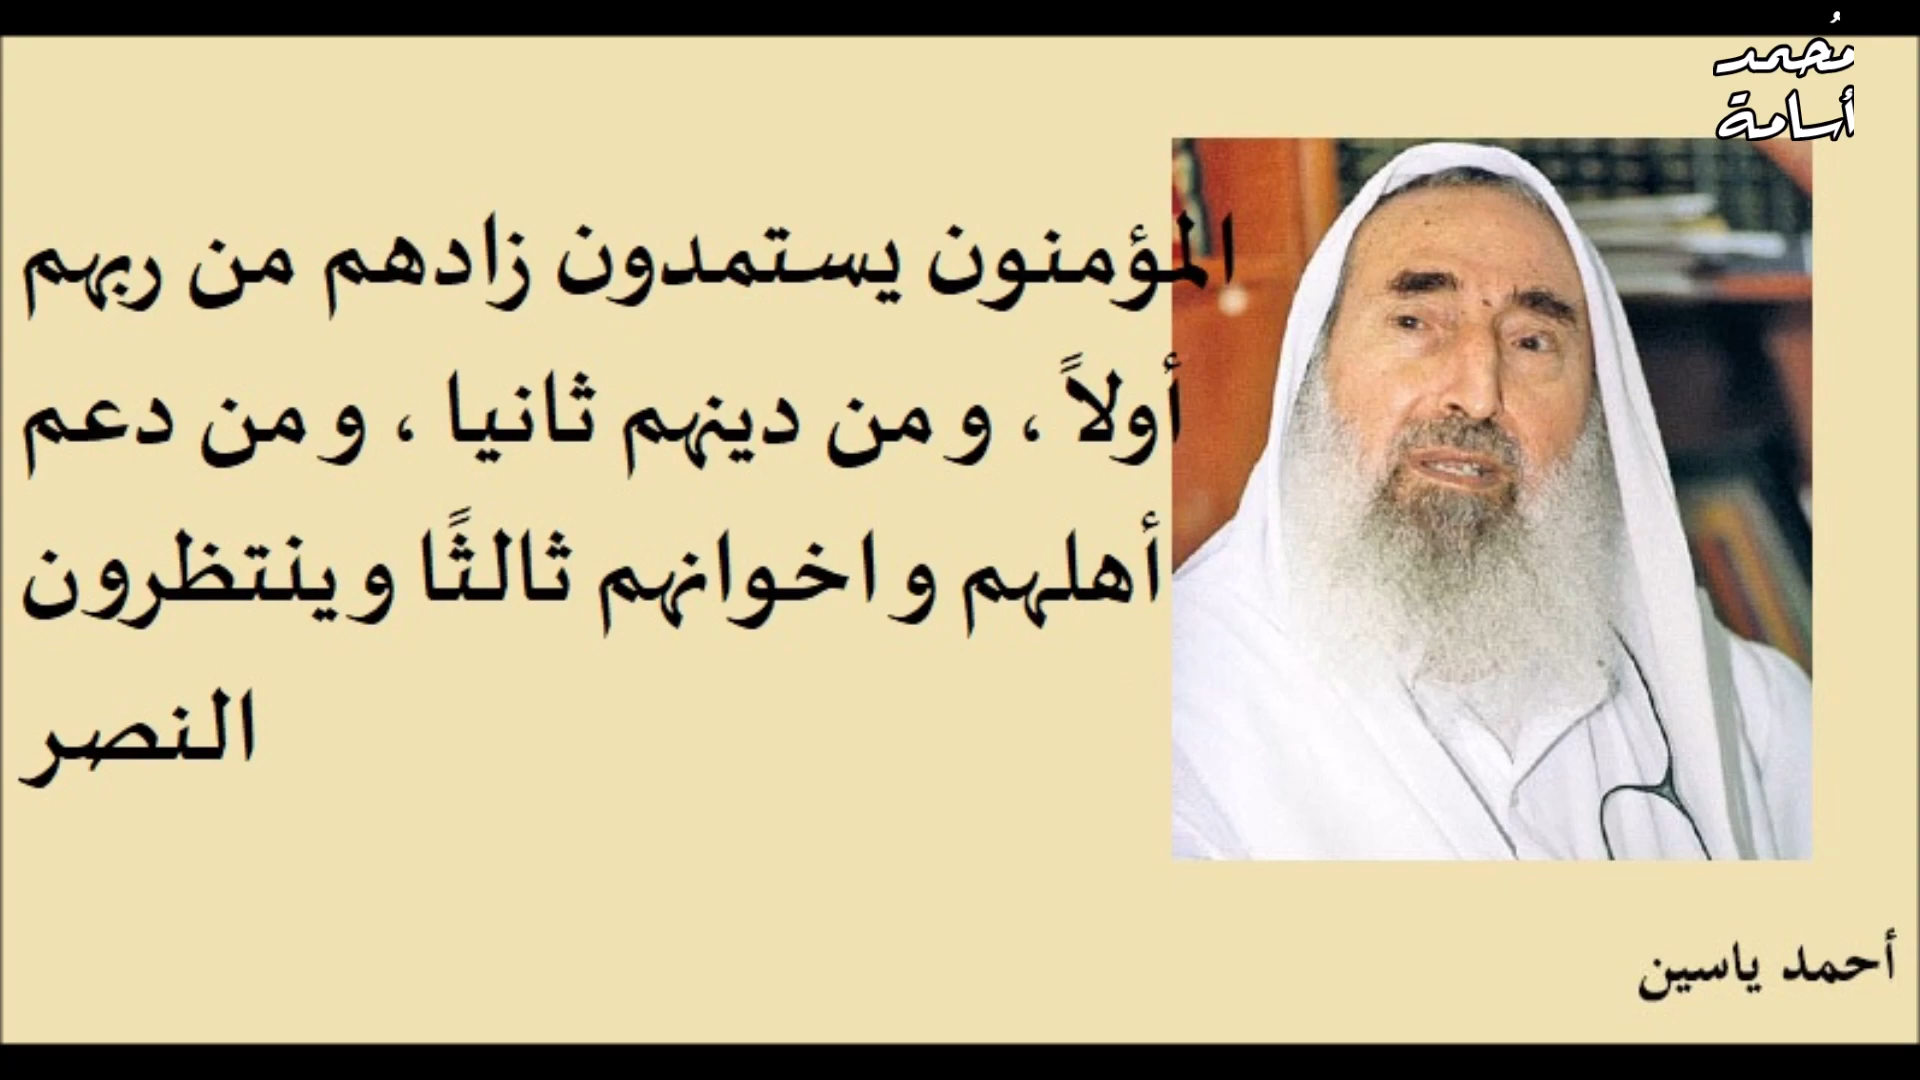 مُحمد
أسامة
المؤمنون يستمدون زادهم من ربهم
أولاً ، و من دينهم ثانيا ، و من دعم
أهلهم و اخوانهم ثالثًا و ينتظرون
النصر
أحمد ياسين